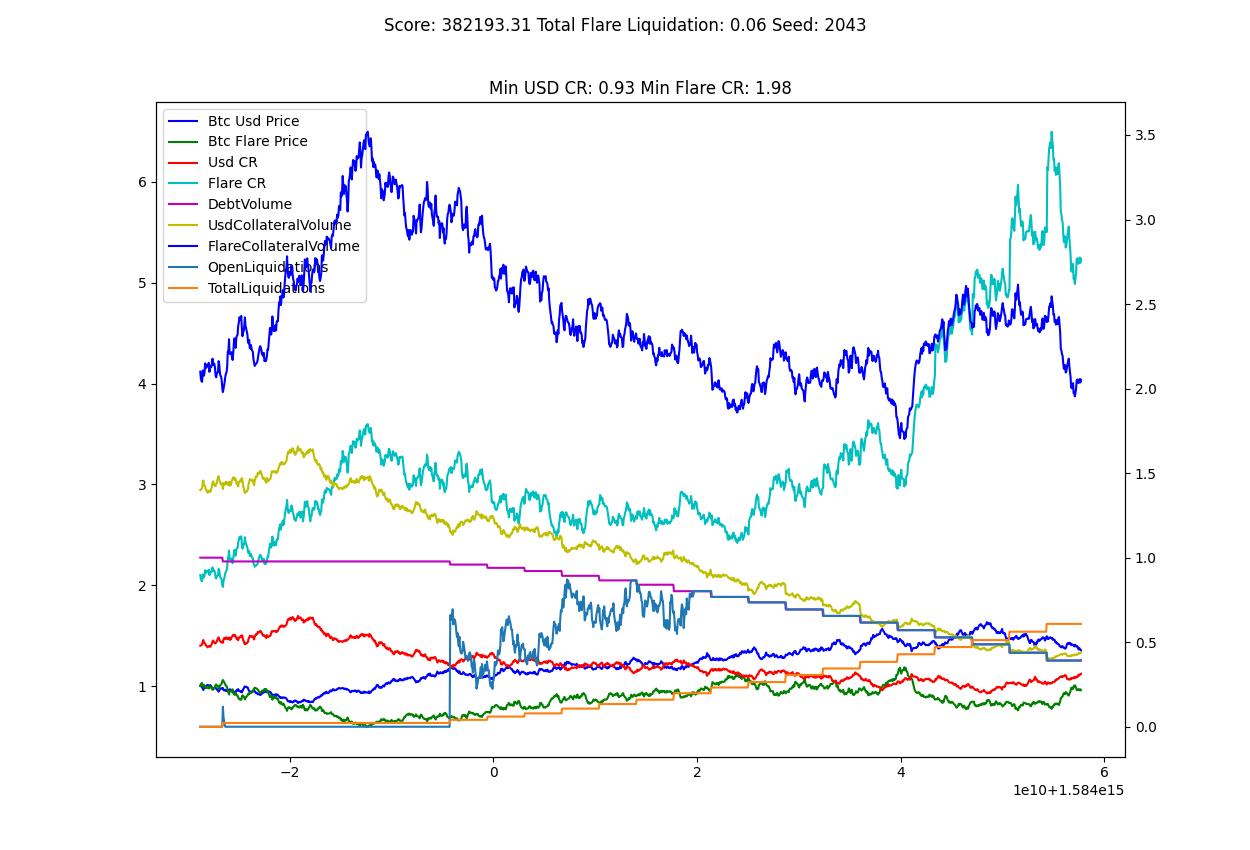 Score: 382193.31 Total Flare Liquidation: 0.06 Seed: 2043
Min USD CR: 0.93 Min Flare CR: 1.98
Btc Usd Price
Btc Flare Price
Usd CR
Flare CR
DebtVolume
UsdCollateralVolume
FlareCollateralVolume
OpenLiquidations
TotalLiquidations
6
5
4
3
2
1
3.5
3.0
2.5
2.0
1.5
1.0
0.5
0.0
−2
0
2
4
6
1e10+1.584e15